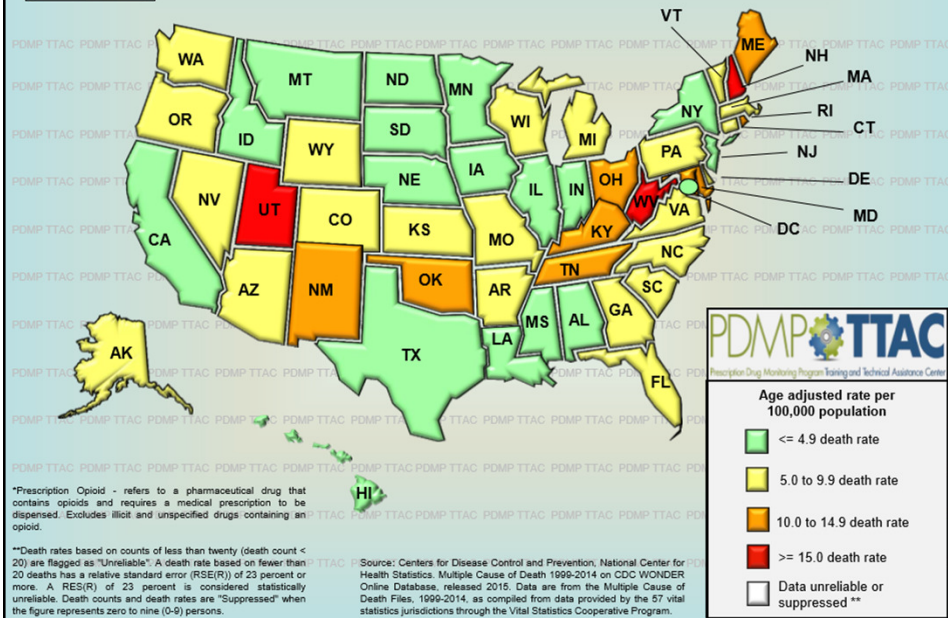 VT
WA
MT
ND
MN
ME
NH
MA
RI
CT
NJ
DE
MD
DC
OR
ID
SD
WI
MI
NY
WY
NE
IA
PA
NV
UT
CO
KS
MO
IL
IN
OH
WV
VA
KY
CA
AZ
NM
OK
AR
TN
NC
SC
MS
AL
GA
LA
TX
FL
AK
HI
PDMP TTAC
Prescription Drug Monitoring Program Training and Technical Assistance Center
Age adjusted rate per
100,000 population
<= 4.9 death rate
5.0 to 9.9 death rate
10.0 to 14.9 death rate
>= 15.0 death rate
Data unreliable or
suppressed **
*Prescription Opioid - refers to a pharmaceutical drug that
contains opioids and requires a medical prescription to be
dispensed. Excludes illicit and unspecified drugs containing an
opioid.
**Death rates based on counts of less than twenty (death count <
20) are flagged as "Unreliable". A death rate based on fewer than
20 deaths has a relative standard error (RSE(R)) of 23 percent or
more. A RES(R) of 23 percent is considered statistically
unreliable. Death counts and death rates are "Suppressed" when
the figure represents zero to nine (0-9) persons.
Source: Centers for Disease Control and Prevention, National Center for
Health Statistics. Multiple Cause of Death 1999-2014 on CDC WONDER
Online Database, released 2015. Data are from the Multiple Cause of
Death Files, 1999-2014, as compiled from data provided by the 57 vital
statistics jurisdictions through the Vital Statistics Cooperative Program.